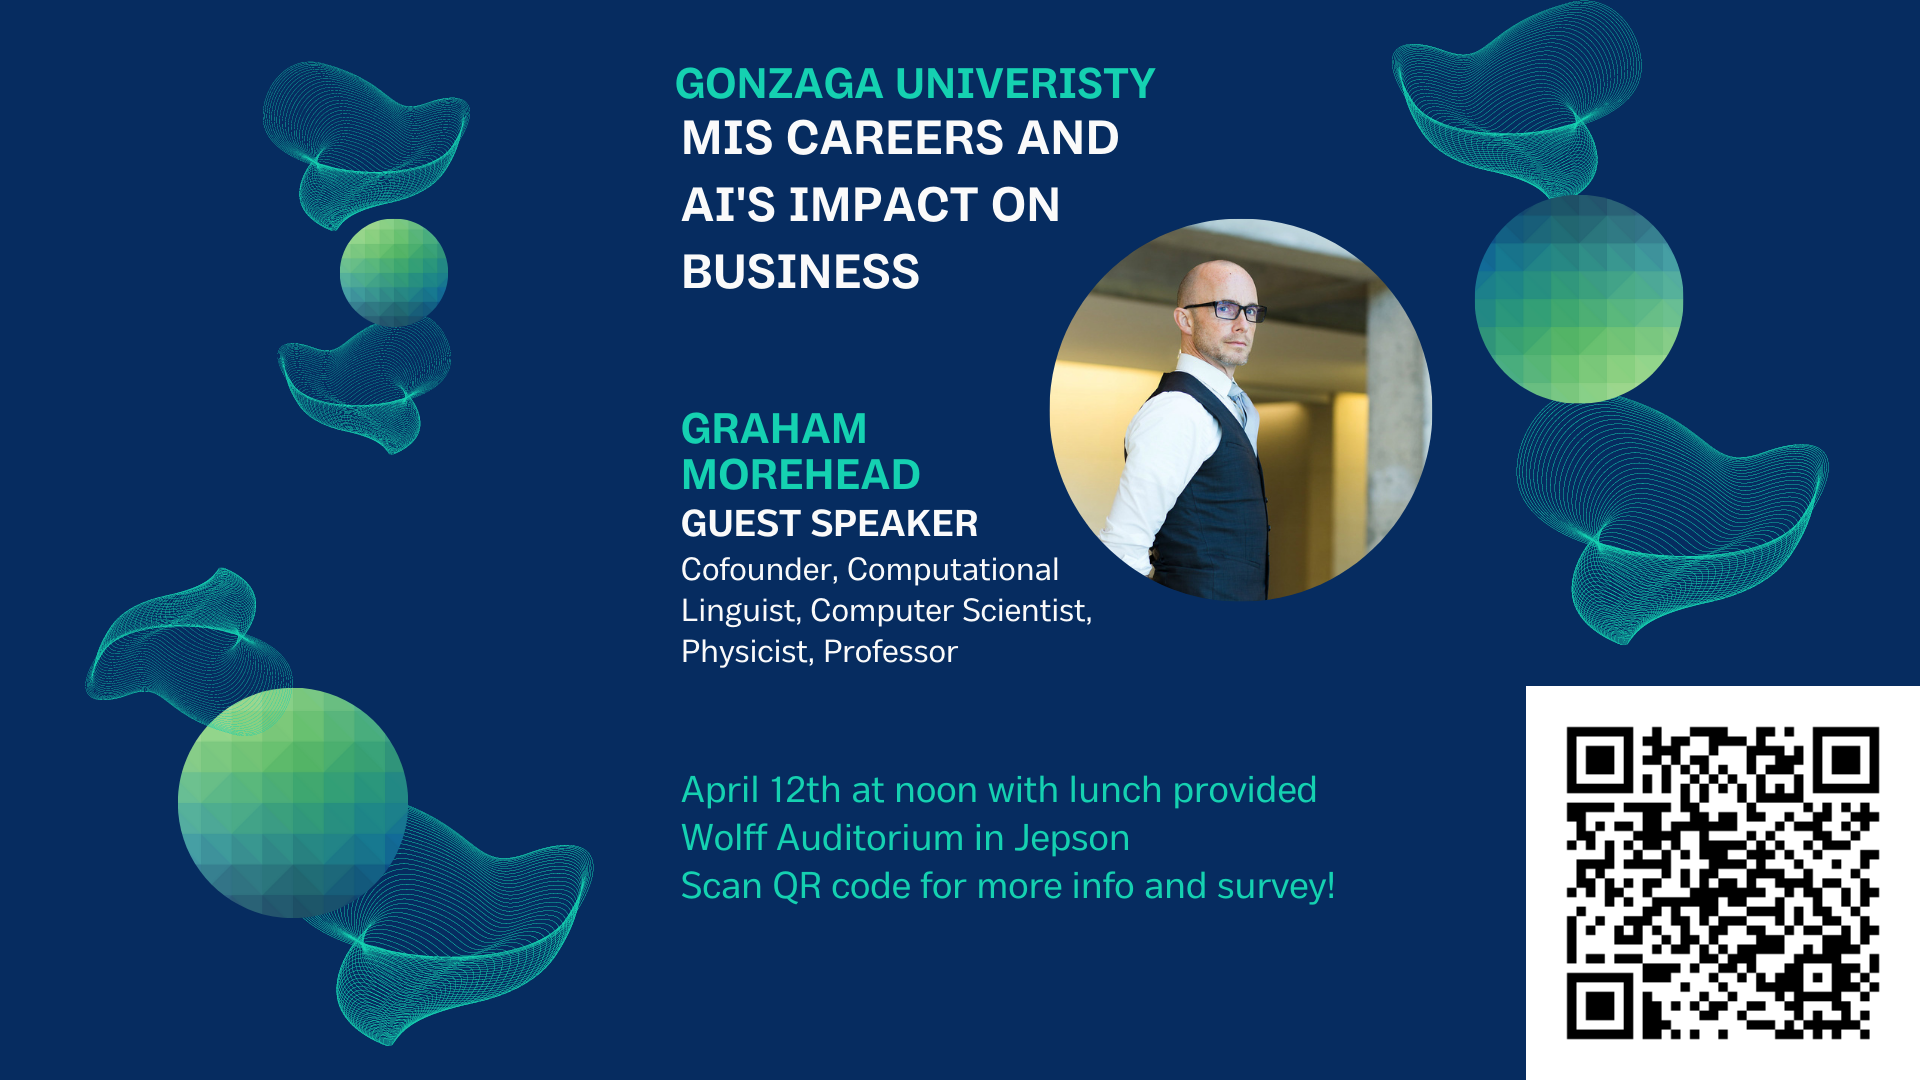 GONZAGA UNIVERISTY
MIS CAREERS AND
AI'S IMPACT ON
BUSINESS
GRAHAM
MOREHEAD
GUEST SPEAKER
Cofounder, Computational
Linguist, Computer Scientist,
Physicist, Professor
April 12th at noon with lunch provided
Wolff Auditorium in Jepson
Scan QR code for more info and survey!